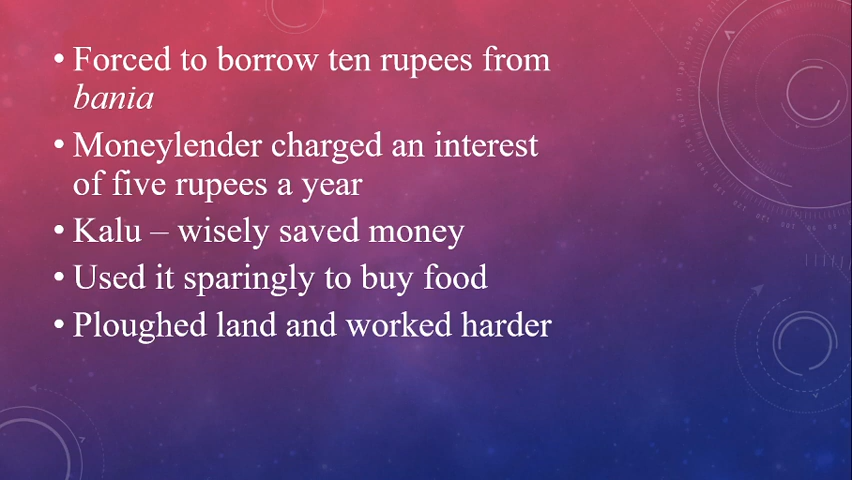 • Forced to borrow ten rupees from
bania
• Moneylender charged an interest
of five rupees a year
• Kalu – wisely saved money
• Used it sparingly to buy food
• Ploughed land and worked harder